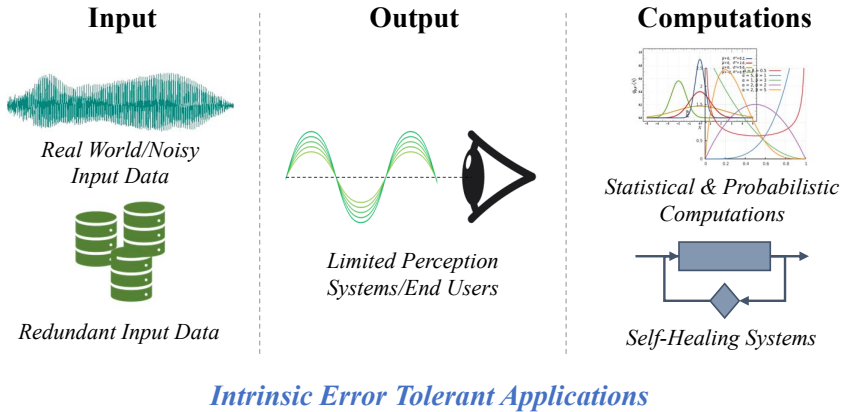 Input
Output
Computations
Real World/Noisy
Input Data
Redundant Input Data
Limited Perception
Systems/End Users
Statistical & Probabilistic
Computations
Self-Healing Systems
Intrinsic Error Tolerant Applications